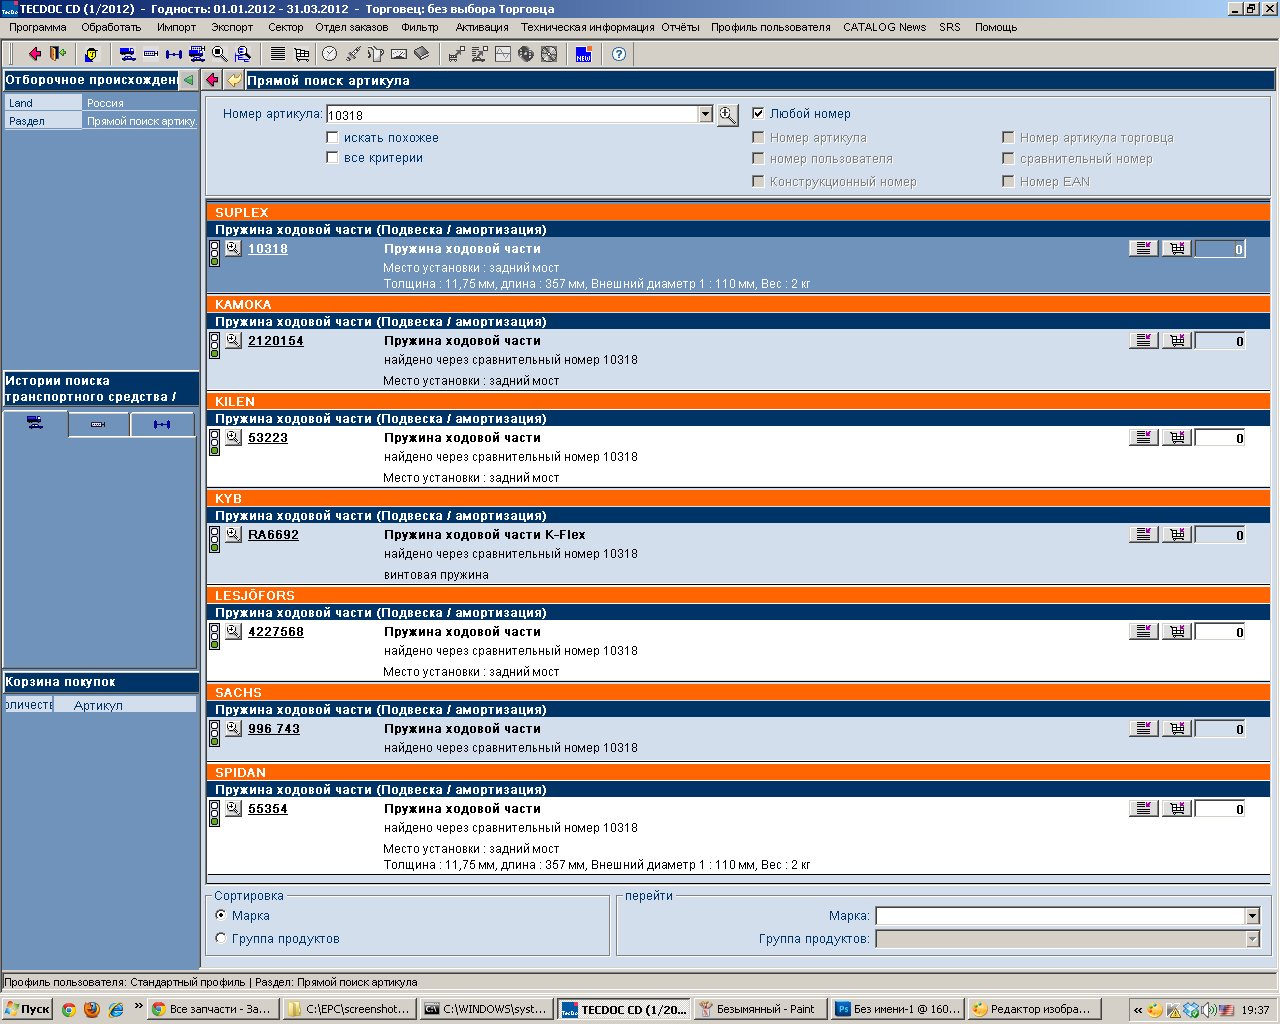 TECDOC CD (1/2012)  -  Годность: 01.01.2012 - 31.03.2012  -  Торговец: без выбора Торговца
Программа Обработать Импорт Экспорт Сектор Отдел заказов Фильтр Активация Техническая информация Отчёты Профиль пользователя CATALOG News SRS Помощь
NEW
Отборочное происхожден
Прямой поиск артикула
Land Россия
Раздел Прямой поиск артику.
Номер артикула: 10318
Любой номер
искать похожее
Номер артикула
Номер артикула торговца
все критерии
номер пользователя
сравнительный номер
Конструкционный номер
Номер EAN
SUPLEX
Пружина ходовой части (Подвеска / амортизация)
10318 Пружина ходовой части 0
Место установки : задний мост
Толщина : 11,75 мм, длина : 357 мм, Внешний диаметр 1 : 110 мм, Вес : 2 кг
KAMOKA
Пружина ходовой части (Подвеска / амортизация)
2120154 Пружина ходовой части 0
найдено через сравнительный номер 10318
Место установки : задний мост
KILEN
Пружина ходовой части (Подвеска / амортизация)
53223 Пружина ходовой части 0
найдено через сравнительный номер 10318
Место установки : задний мост
KYB
Пружина ходовой части (Подвеска / амортизация)
RA6692 Пружина ходовой части K-Flex 0
найдено через сравнительный номер 10318
винтовая пружина
LESJÖFORS
Пружина ходовой части (Подвеска / амортизация)
4227568 Пружина ходовой части 0
найдено через сравнительный номер 10318
Место установки : задний мост
SACHS
Пружина ходовой части (Подвеска / амортизация)
996 743 Пружина ходовой части 0
найдено через сравнительный номер 10318
SPIDAN
Пружина ходовой части (Подвеска / амортизация)
55354 Пружина ходовой части 0
найдено через сравнительный номер 10318
Место установки : задний мост
Толщина : 11,75 мм, длина : 357 мм, Внешний диаметр 1 : 110 мм, Вес : 2 кг
Истории поиска
транспортного средства /
Корзина покупок
оличеств Артикул
Сортировка
Марка
Группа продуктов
перейти
Марка:
Группа продуктов:
Профиль пользователя: Стандартный профиль | Раздел: Прямой поиск артикула
Пуск
»
Все запчасти - За...
C:\EPC\screenshot...
C:\WINDOWS\syst...
TECDOC CD (1/20...
Безымянный - Paint
Без имени-1 @ 160...
Редактор изобра...
«
19:37